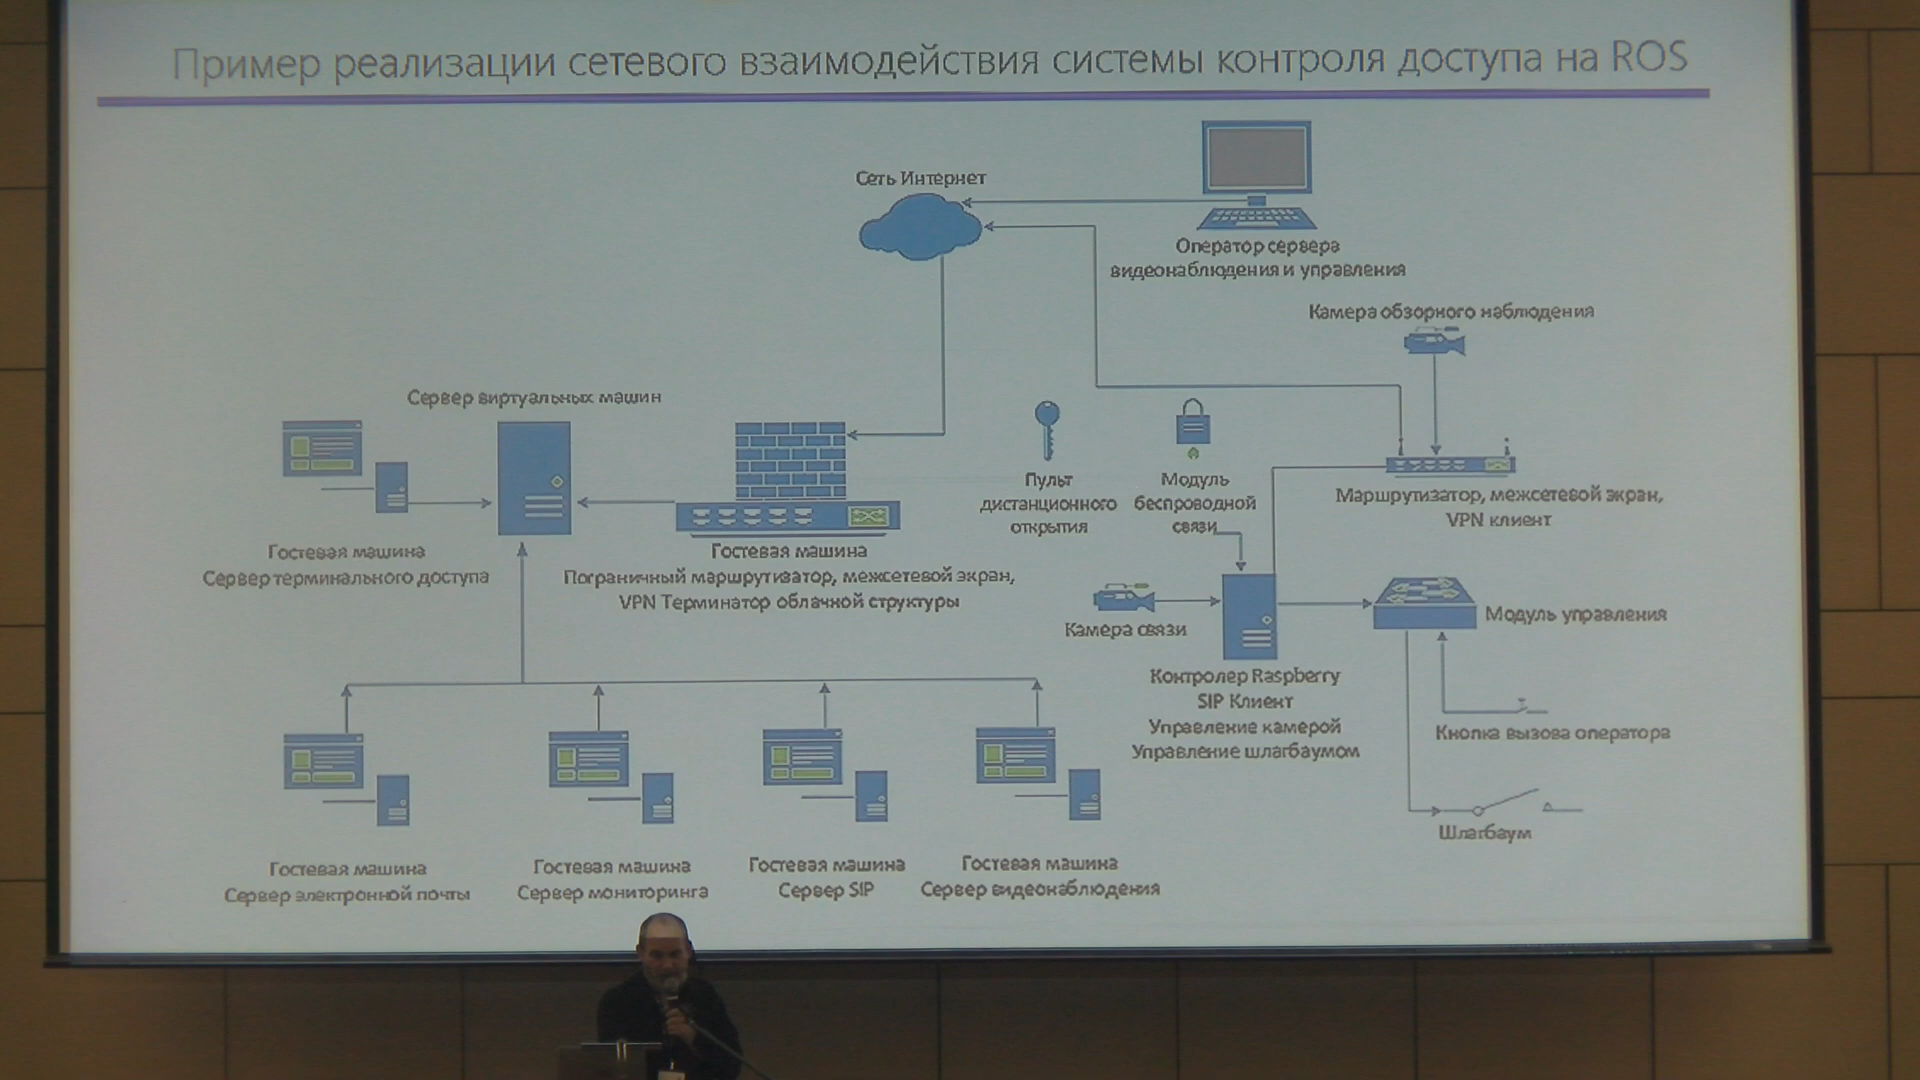 Пример реализации сетевого взаимодействия системы контроля доступа на ROS
Сеть Интернет
Оператор сервера
видеонаблюдения и управления
Камера обзорного наблюдения
Сервер виртуальных машин
Пульт
дистанционного
открытия
Модуль
беспроводной
связи
Маршрутизатор, межсетевой экран,
VPN клиент
Гостевая машина
Сервер терминального доступа
Гостевая машина
Пограничный маршрутизатор, межсетевой экран,
VPN Терминатор облачной структуры
Камера связи
Модуль управления
Контролер Raspberry
SIP Клиент
Управление камерой
Управление шлагбаумом
Кнопка вызова оператора
Шлагбаум
Гостевая машина
Сервер электронной почты
Гостевая машина
Сервер мониторинга
Гостевая машина
Сервер SIP
Гостевая машина
Сервер видеонаблюдения